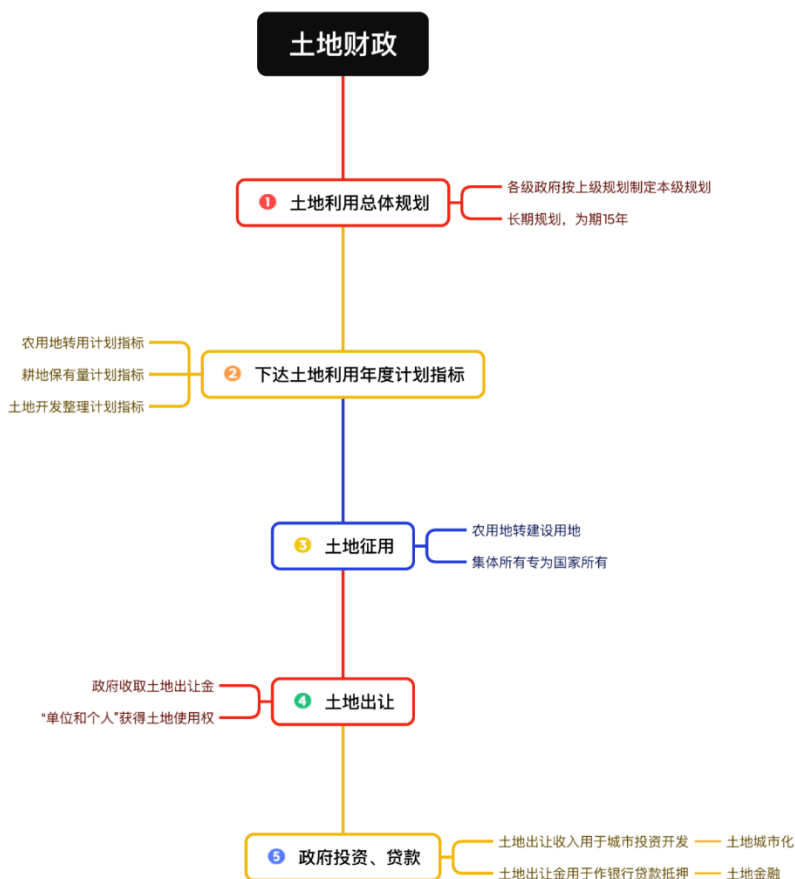 土地财政
❶ 土地利用总体规划
各级政府按上级规划制定本级规划
长期规划，为期15年
农用地转用计划指标
耕地保有量计划指标
土地开发整理计划指标
❷ 下达土地利用年度计划指标
❸ 土地征用
农用地转建设用地
集体所有专为国家所有
政府收取土地出让金
“单位和个人”获得土地使用权
❹ 土地出让
❺ 政府投资、贷款
土地出让收入用于城市投资开发
土地城市化
土地出让金用于作银行贷款抵押
土地金融